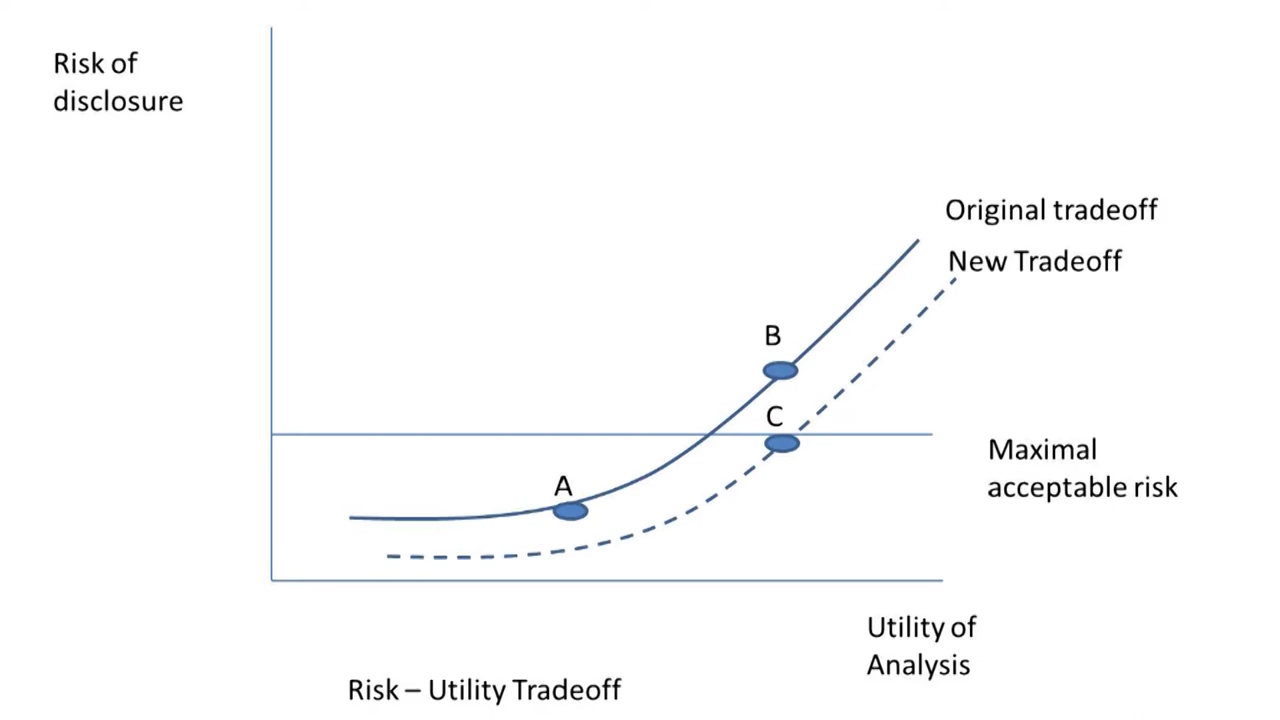 Risk of
disclosure
Original tradeoff
New Tradeoff
B
C
Maximal
acceptable risk
A
Utility of
Analysis
Risk – Utility Tradeoff